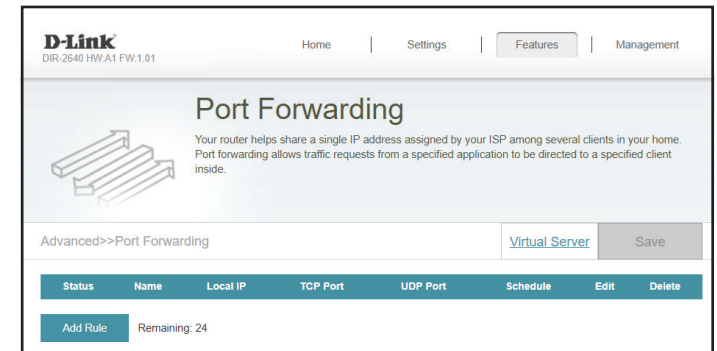 D-Link
DIR-2640 HW:A1 FW:1.01
Home | Settings | Features | Management
Port Forwarding
Your router helps share a single IP address assigned by your ISP among several clients in your home.
Port forwarding allows traffic requests from a specified application to be directed to a specified client
inside.
Advanced>>Port Forwarding Virtual Server Save
Status Name Local IP TCP Port UDP Port Schedule Edit Delete
Add Rule Remaining: 24